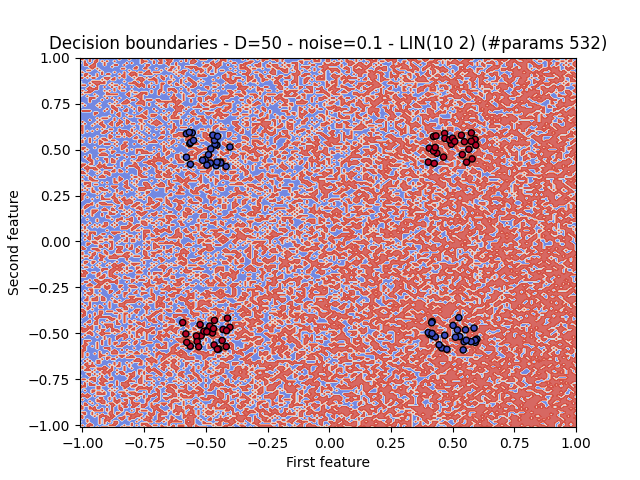 Decision boundaries - D=50 - noise=0.1 - LIN(10 2) (#params 532)
1.00
0.75
0.50
0.25
0.00
−0.25
−0.50
−0.75
−1.00
Second feature
−1.00 −0.75 −0.50 −0.25 0.00 0.25 0.50 0.75 1.00
First feature